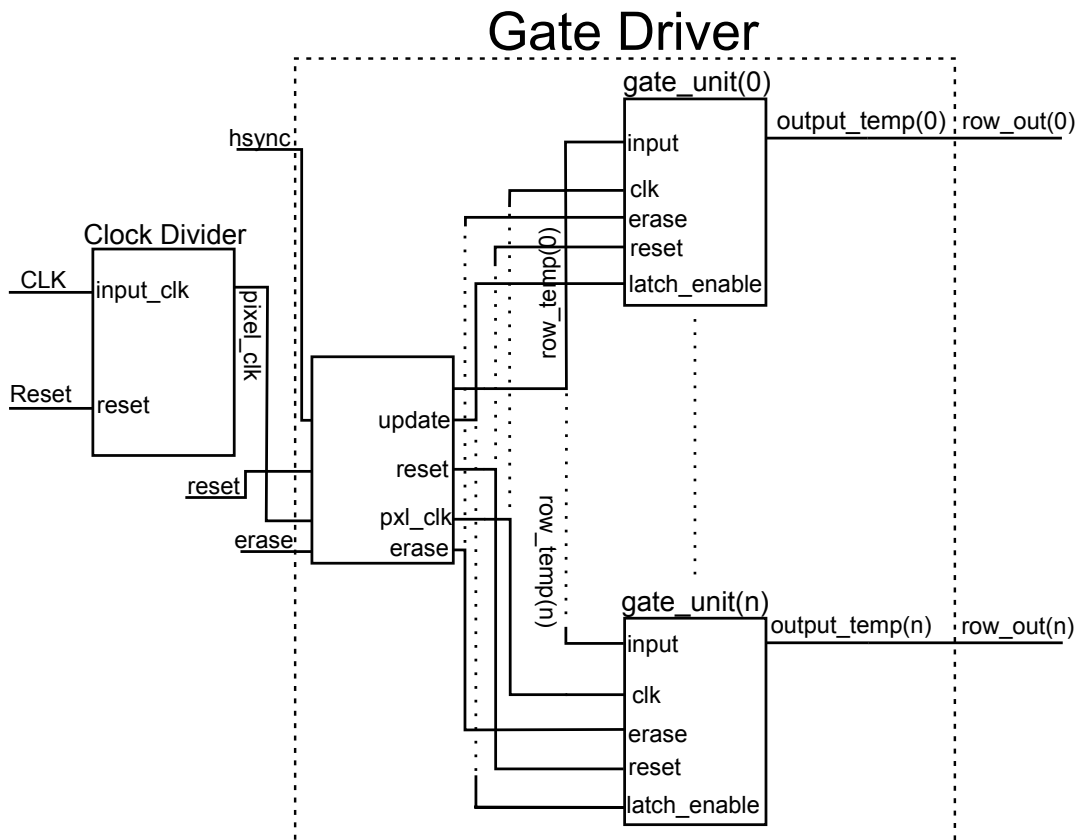 Gate Driver
gate_unit(0)
output_temp(0)
row_out(0)
hsync
input
clk
erase
reset
latch_enable
row_temp(0)
Clock Divider
CLK
input_clk
pixel_clk
Reset
reset
update
reset
pxl_clk
erase
reset
erase
row_temp(n)
gate_unit(n)
output_temp(n)
row_out(n)
input
clk
erase
reset
latch_enable